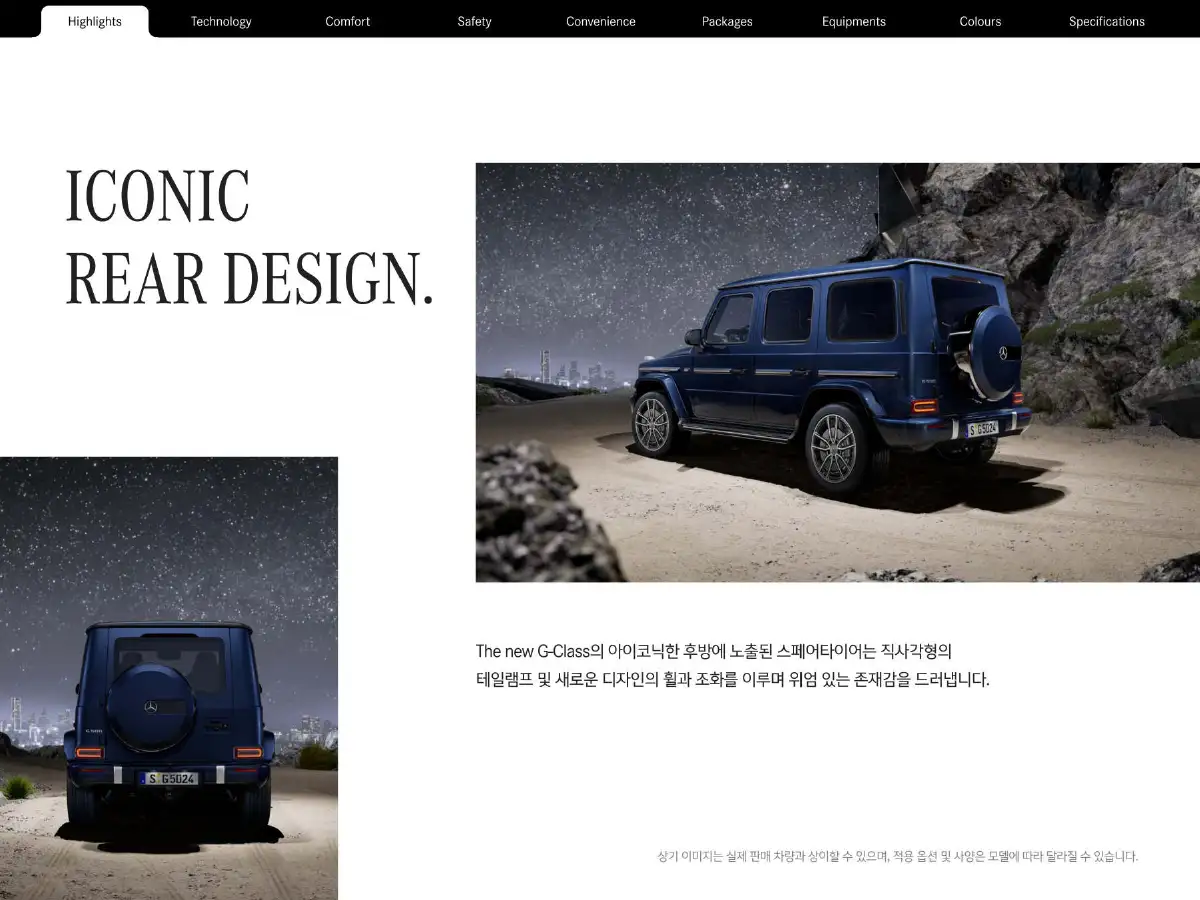 Highlights
Technology
Comfort
Safety
Convenience
Packages
Equipments
Colours
Specifications
ICONIC
REAR DESIGN.
S G5024
The new G-Class의 아이코닉한 후방에 노출된 스페어타이어는 직사각형의
테일램프 및 새로운 디자인의 휠과 조화를 이루며 위엄 있는 존재감을 드러냅니다.
S G5024
상기 이미지는 실제 판매 차량과 상이할 수 있으며, 적용 옵션 및 사양은 모델에 따라 달라질 수 있습니다.